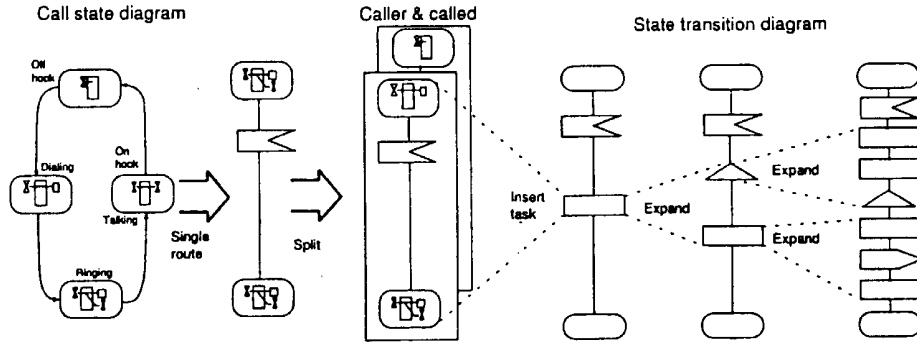 Call state diagram
Caller & called
State transition diagram
Off
hook
Dialing
On
hook
Talking
Ringing
Single
route
Split
Insert
task
Expand
Expand
Expand